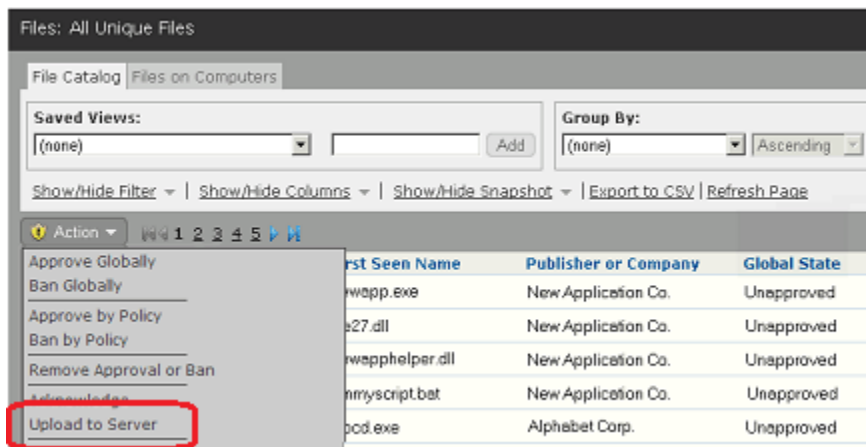 Files: All Unique Files
File Catalog Files on Computers
Saved Views: Group By:
(none) Add (none) Ascending
Show/Hide Filter | Show/Hide Columns | Show/Hide Snapshot | Export to CSV | Refresh Page
Action 1 2 3 4 5
Approve Globally
rst Seen Name Publisher or Company Global State
Ban Globally
wapp.exe New Application Co. Unapproved
Approve by Policy
e27.dll New Application Co. Unapproved
Ban by Policy
wapphelper.dll New Application Co. Unapproved
Remove Approval or Ban
myscript.bat New Application Co. Unapproved
Acknowledge
Upload to Server
ocd.exe Alphabet Corp. Unapproved